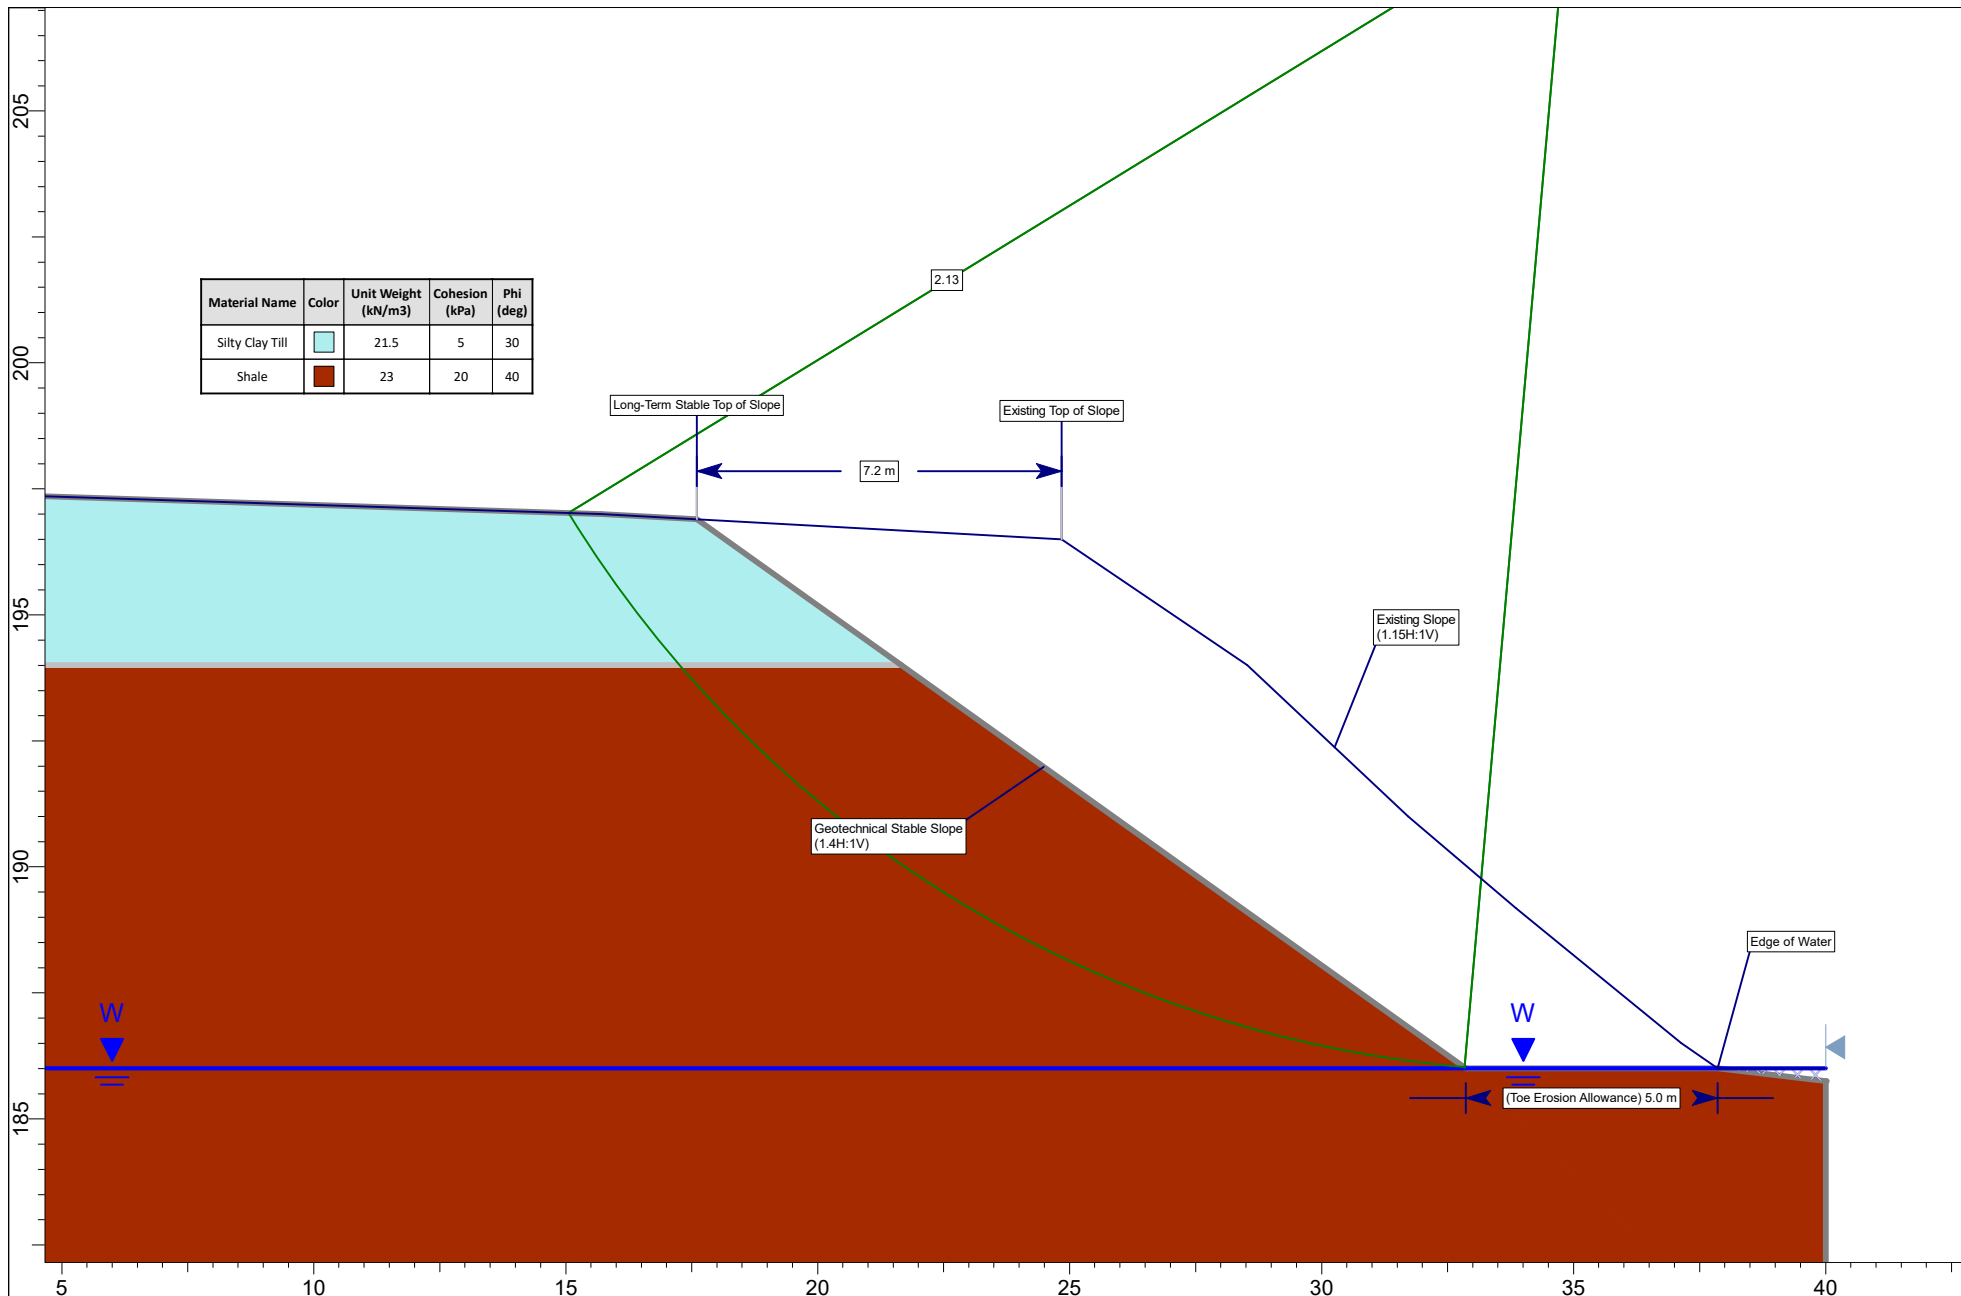 205
200
195
190
185
2.13
Material Name Color Unit Weight (kN/m3) Cohesion (kPa) Phi (deg)
Silty Clay Till 21.5 5 30
Shale 23 20 40
Long-Term Stable Top of Slope
Existing Top of Slope
7.2 m
Existing Slope
(1.15H:1V)
Geotechnical Stable Slope
(1.4H:1V)
Edge of Water
W
W
(Toe Erosion Allowance) 5.0 m
5 10 15 20 25 30 35 40